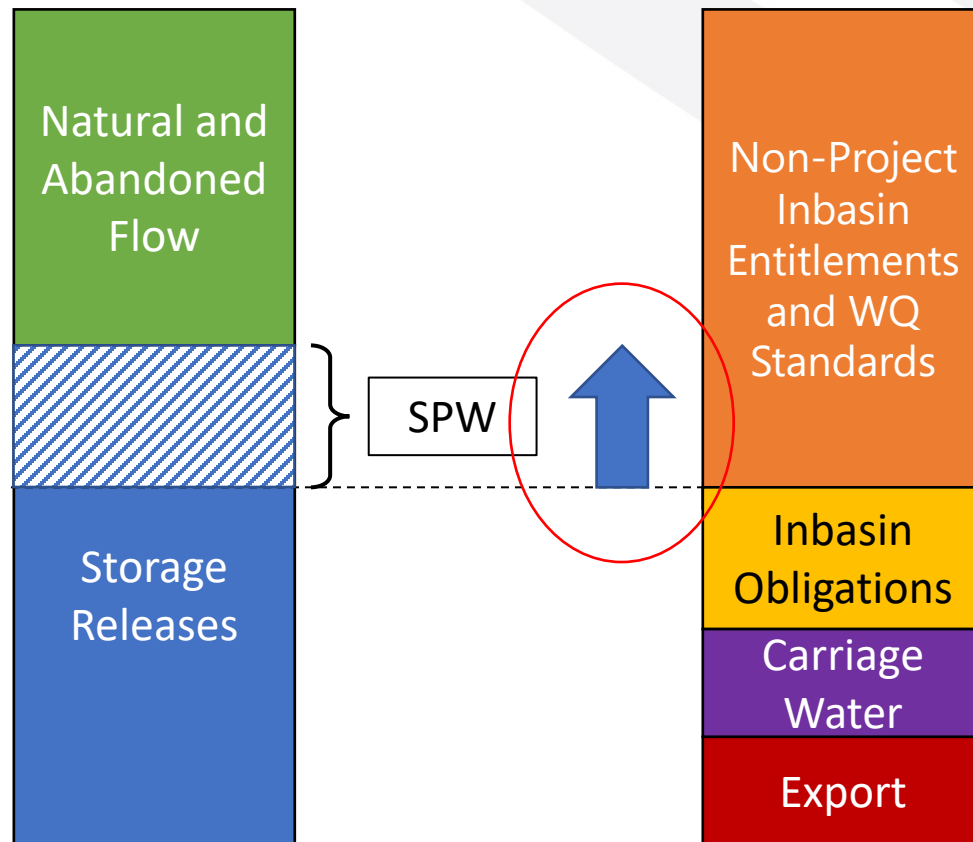 Natural and
Abandoned
Flow
SPW
Storage
Releases
Non-Project
Inbasin
Entitlements
and WQ
Standards
Inbasin
Obligations
Carriage
Water
Export